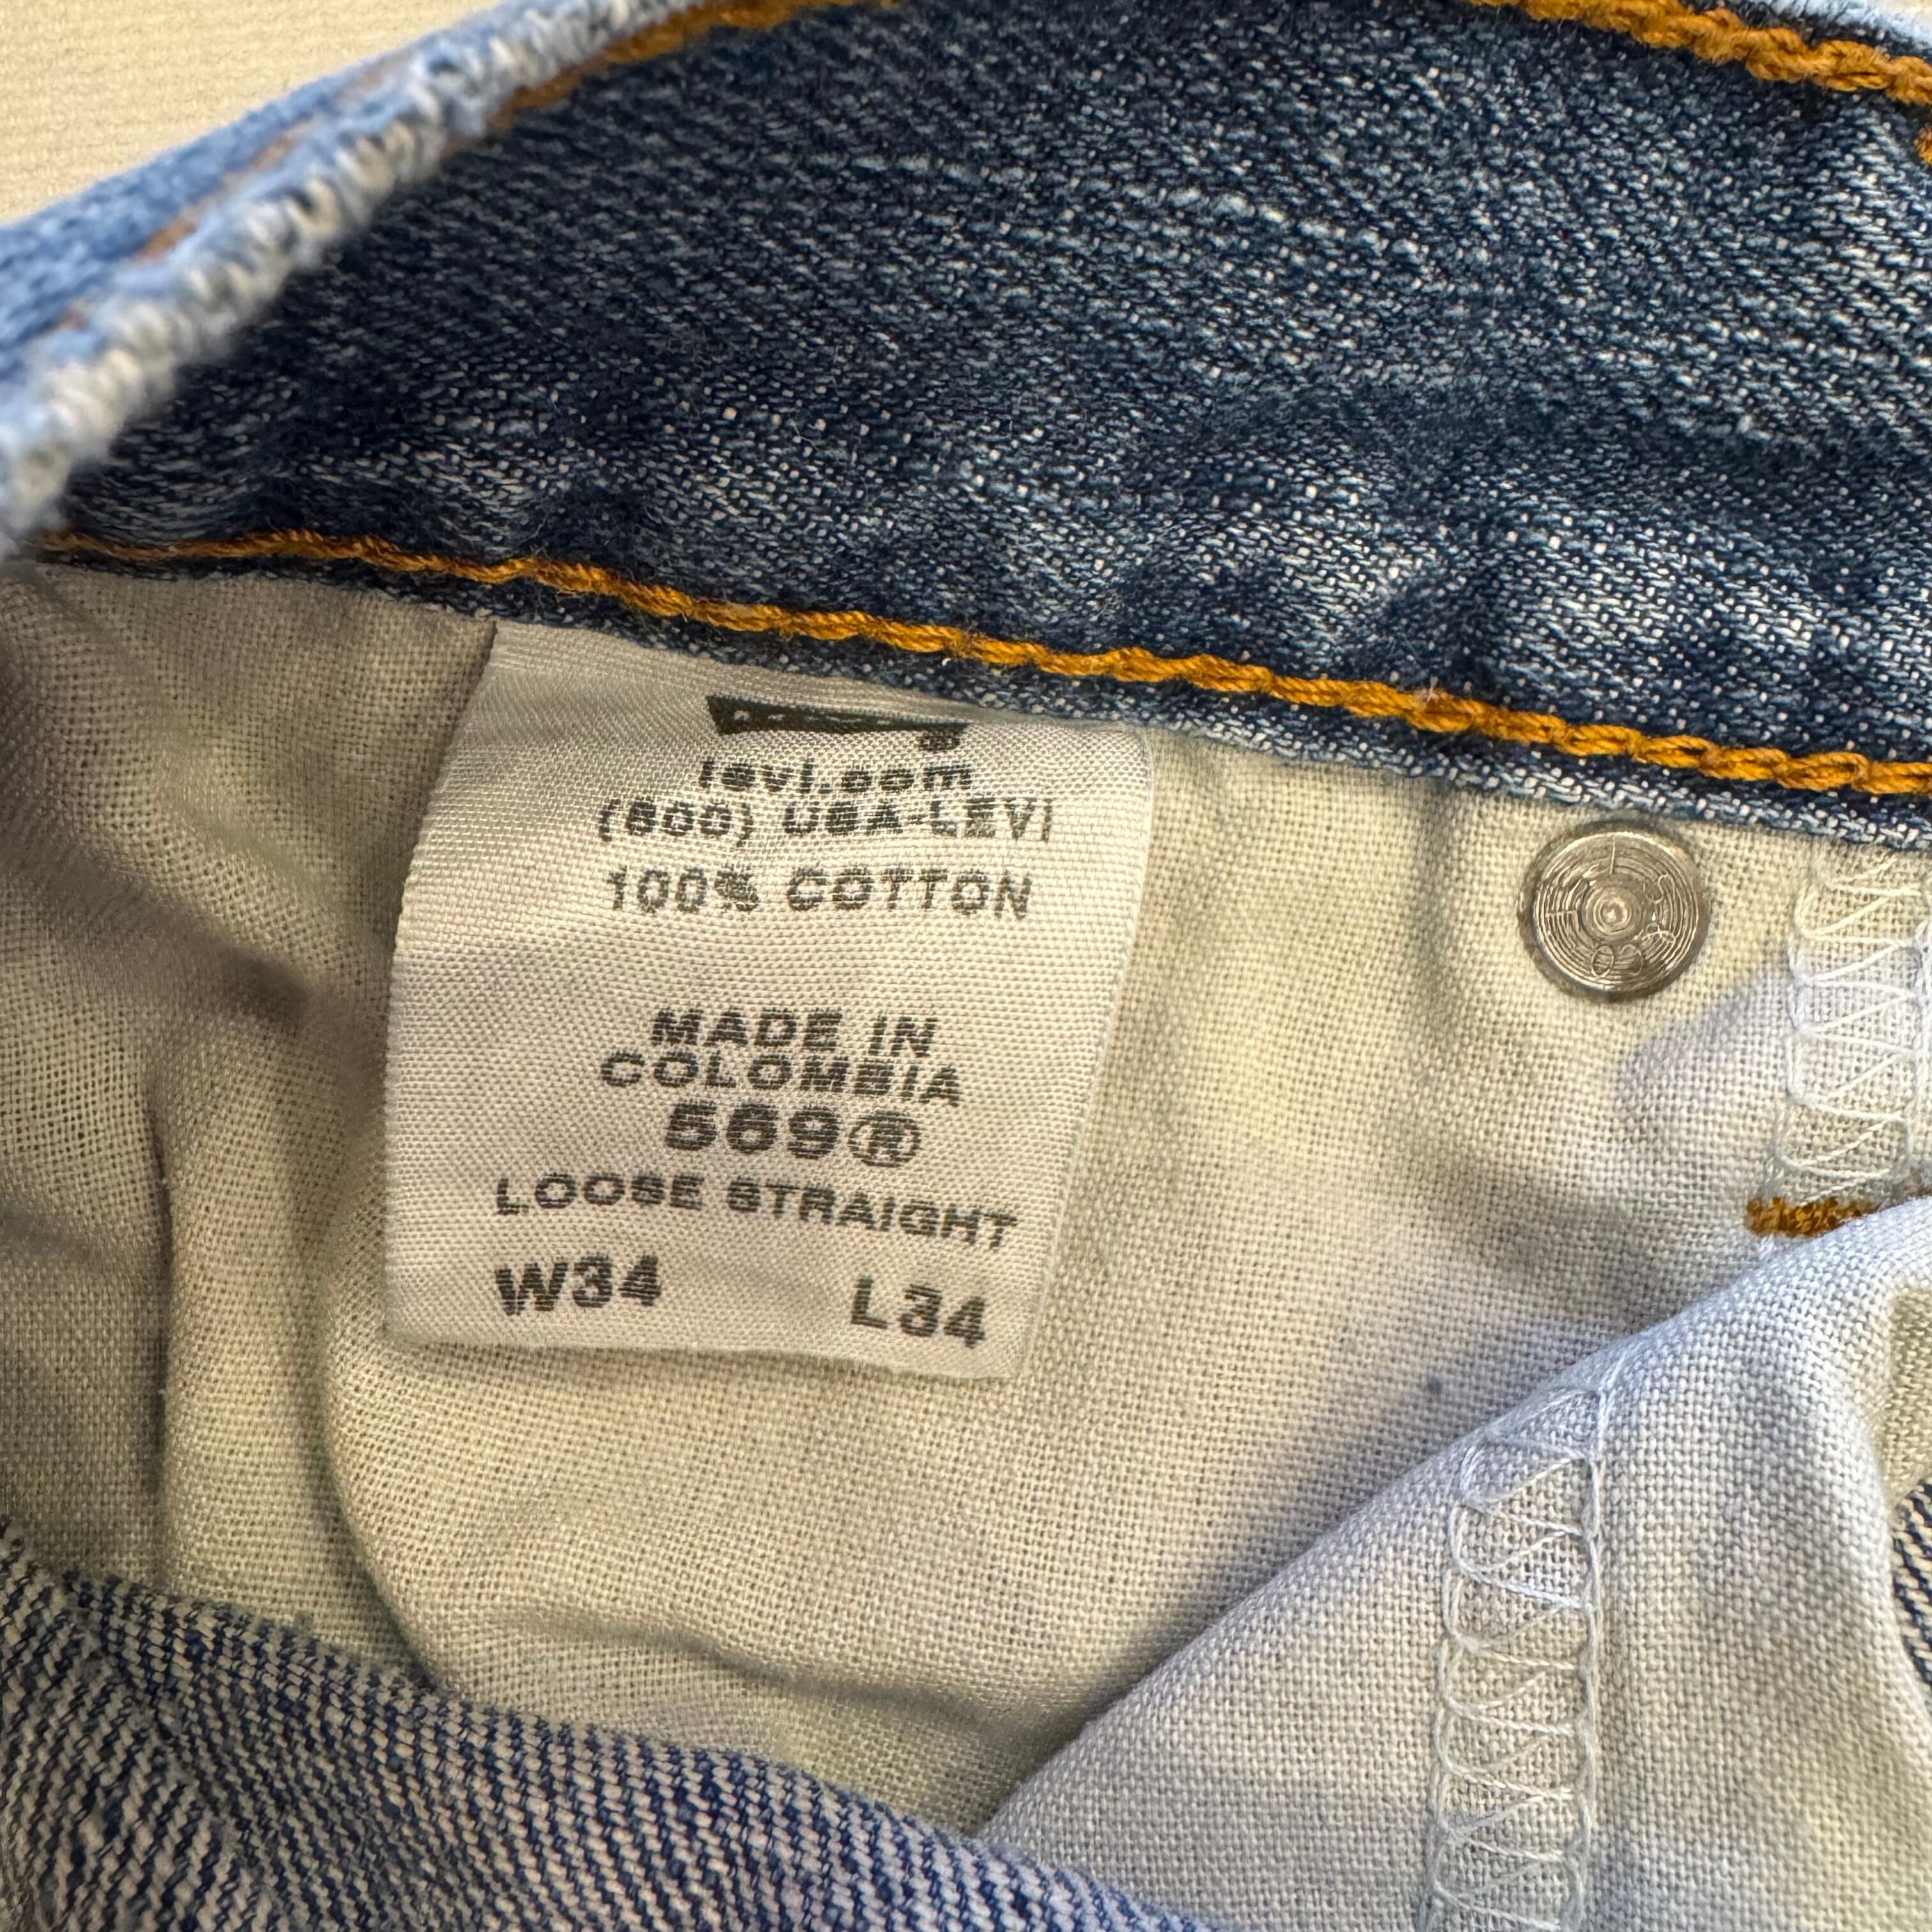 levi.com
(800) USA-LEVI
100% COTTON
MADE IN
COLOMBIA
569®
LOOSE STRAIGHT
W34 L34